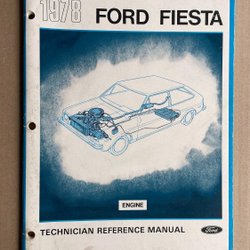 1978 FORD FIESTA
ENGINE
TECHNICIAN REFERENCE MANUAL
Ford